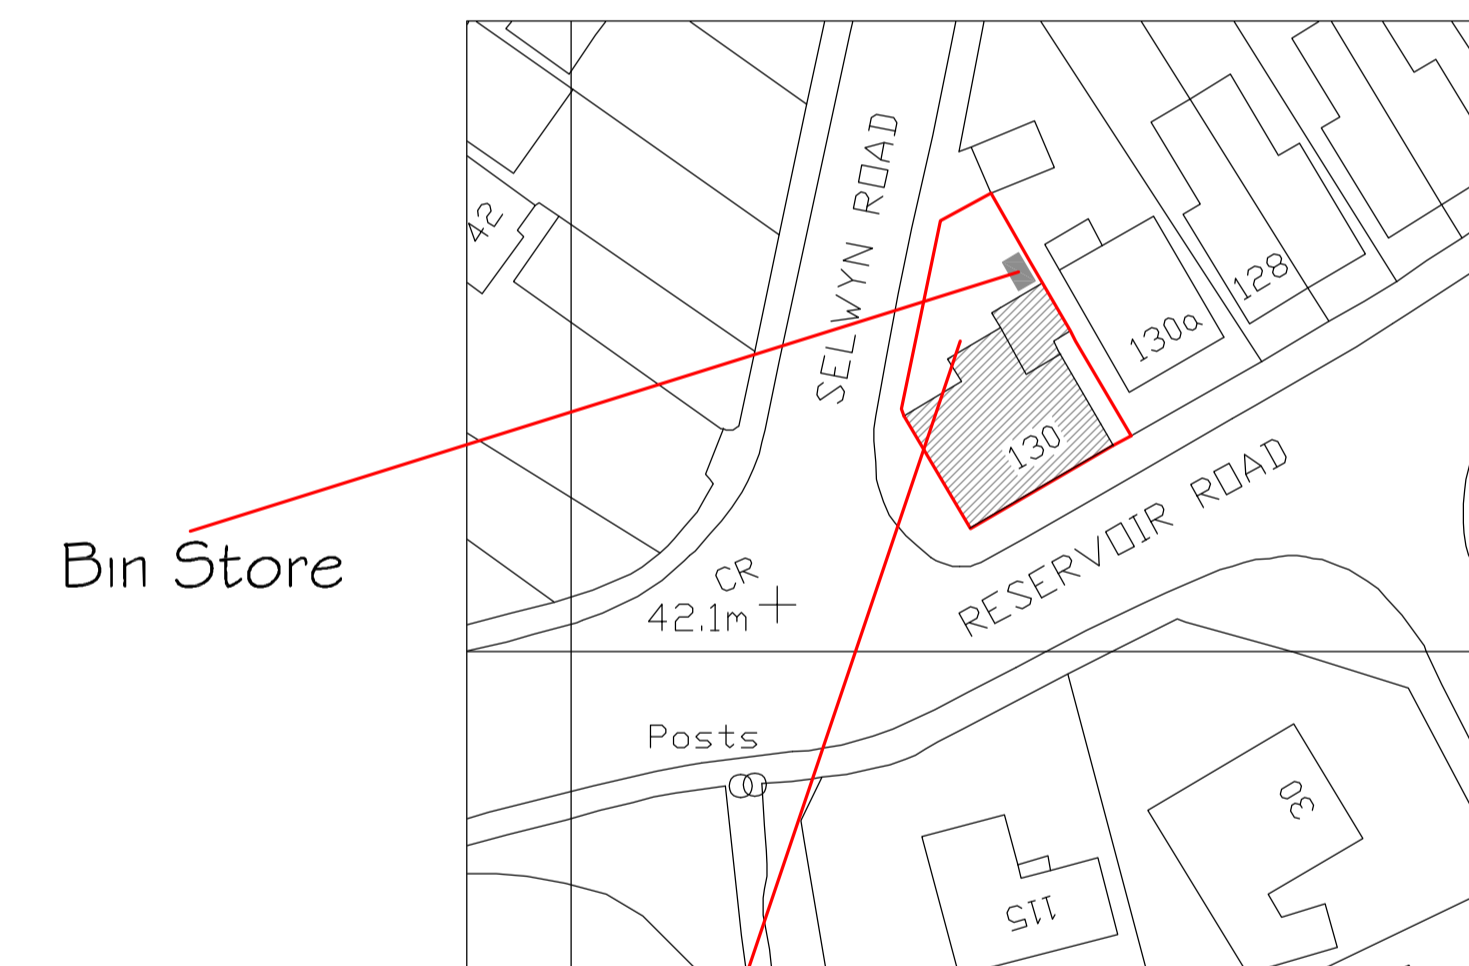 SELWYN ROAD
42
128
130a
130
RESERVOIR ROAD
Bin Store
CR
42.1m
Posts
30
115